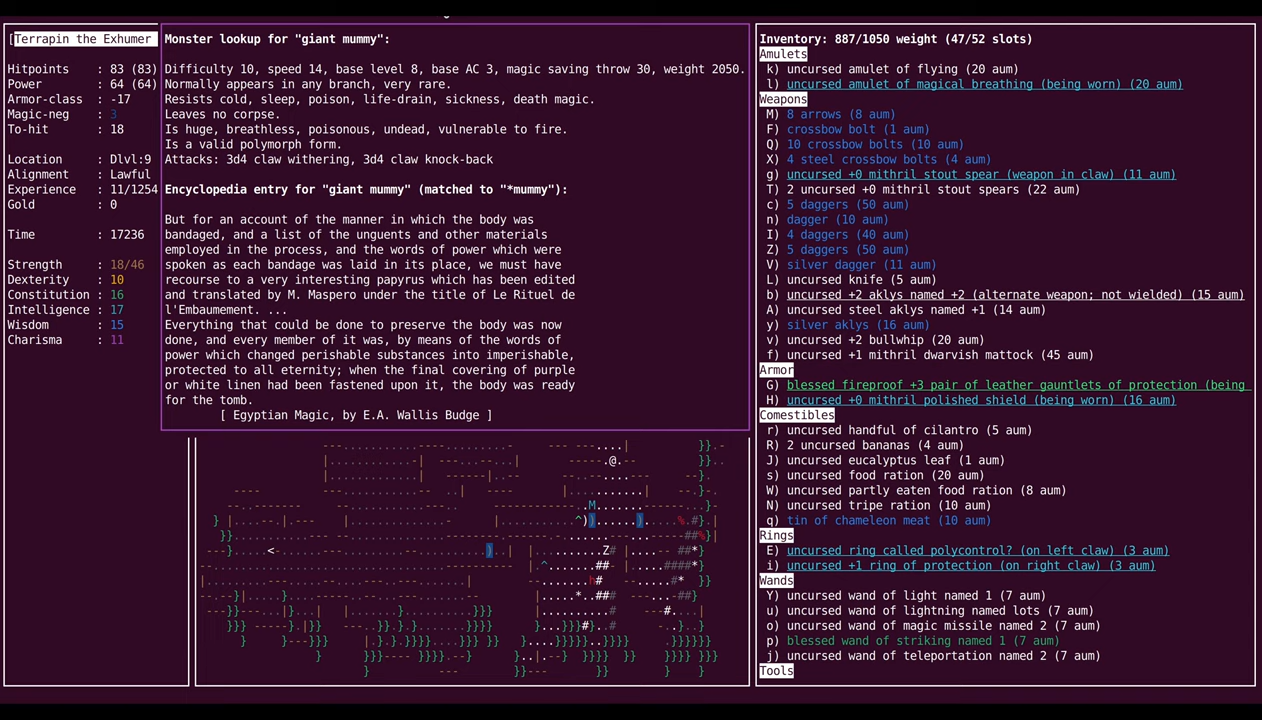 [Terrapin the Exhumer
Hitpoints : 83 (83)
Power : 64 (64)
Armor-class : -17
Magic-neg : 3
To-hit : 18
Location : Dlvl:9
Alignment : Lawful
Experience : 11/1254
Gold : 0
Time : 17236
Strength : 18/46
Dexterity : 10
Constitution : 16
Intelligence : 17
Wisdom : 15
Charisma : 11
Monster lookup for "giant mummy":
Difficulty 10, speed 14, base level 8, base AC 3, magic saving throw 30, weight 2050.
Normally appears in any branch, very rare.
Resists cold, sleep, poison, life-drain, sickness, death magic.
Leaves no corpse.
Is huge, breathless, poisonous, undead, vulnerable to fire.
Is a valid polymorph form.
Attacks: 3d4 claw withering, 3d4 claw knock-back
Encyclopedia entry for "giant mummy" (matched to "*mummy"):
But for an account of the manner in which the body was
bandaged, and a list of the unguents and other materials
employed in the process, and the words of power which were
spoken as each bandage was laid in its place, we must have
recourse to a very interesting papyrus which has been edited
and translated by M. Maspero under the title of Le Rituel de
l'Embaumement. ...
Everything that could be done to preserve the body was now
done, and every member of it was, by means of the words of
power which changed perishable substances into imperishable,
protected to all eternity; when the final covering of purple
or white linen had been fastened upon it, the body was ready
for the tomb.
[ Egyptian Magic, by E.A. Wallis Budge ]
Inventory: 887/1050 weight (47/52 slots)
Amulets
k) uncursed amulet of flying (20 aum)
l) uncursed amulet of magical breathing (being worn) (20 aum)
Weapons
M) 8 arrows (8 aum)
F) crossbow bolt (1 aum)
Q) 10 crossbow bolts (10 aum)
X) 4 steel crossbow bolts (4 aum)
g) uncursed +0 mithril stout spear (weapon in claw) (11 aum)
T) 2 uncursed +0 mithril stout spears (22 aum)
c) 5 daggers (50 aum)
n) dagger (10 aum)
I) 4 daggers (40 aum)
Z) 5 daggers (50 aum)
V) silver dagger (11 aum)
L) uncursed knife (5 aum)
b) uncursed +2 aklys named +2 (alternate weapon; not wielded) (15 aum)
A) uncursed steel aklys named +1 (14 aum)
y) silver aklys (16 aum)
v) uncursed +2 bullwhip (20 aum)
f) uncursed +1 mithril dwarvish mattock (45 aum)
Armor
G) blessed fireproof +3 pair of leather gauntlets of protection (being
H) uncursed +0 mithril polished shield (being worn) (16 aum)
Comestibles
r) uncursed handful of cilantro (5 aum)
R) 2 uncursed bananas (4 aum)
J) uncursed eucalyptus leaf (1 aum)
s) uncursed food ration (20 aum)
W) uncursed partly eaten food ration (8 aum)
N) uncursed tripe ration (10 aum)
q) tin of chameleon meat (10 aum)
Rings
E) uncursed ring called polycontrol? (on left claw) (3 aum)
i) uncursed +1 ring of protection (on right claw) (3 aum)
Wands
Y) uncursed wand of light named 1 (7 aum)
u) uncursed wand of lightning named lots (7 aum)
o) uncursed wand of magic missile named 2 (7 aum)
p) blessed wand of striking named 1 (7 aum)
j) uncursed wand of teleportation named 2 (7 aum)
Tools